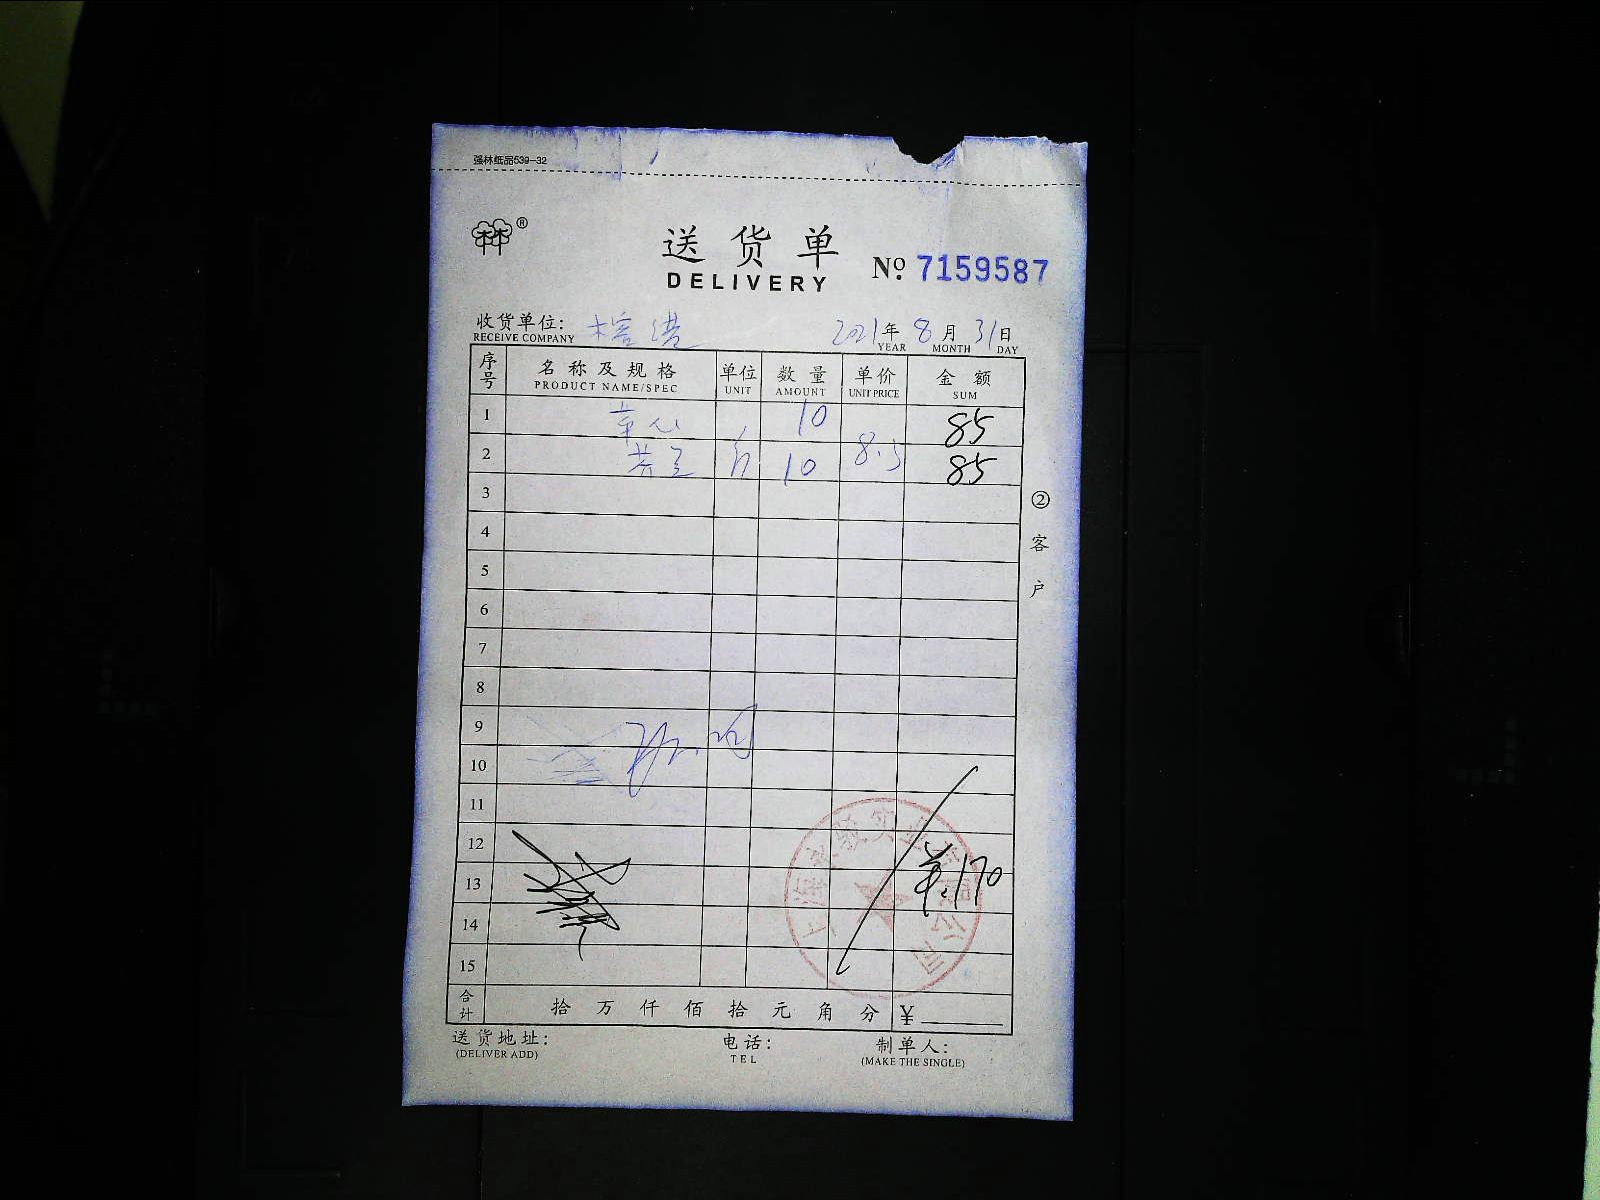 强林纸品539-32
®
送货单
DELIVERY
№ 7159587
收货单位: 榕港 2021年8月31日
RECEIVE COMPANY YEAR MONTH DAY
序号 名称及规格 单位 数量 单价 金额
PRODUCT NAME/SPEC UNIT AMOUNT UNIT PRICE SUM
1 10 85
2 10 8.5 85
3
4
5
6
7
8
9
10
11
12
13 170
14
15
合计 拾 万 仟 佰 拾 元 角 分 ¥
送货地址: 电话: 制单人:
(DELIVER ADD) TEL (MAKE THE SINGLE)
②客户